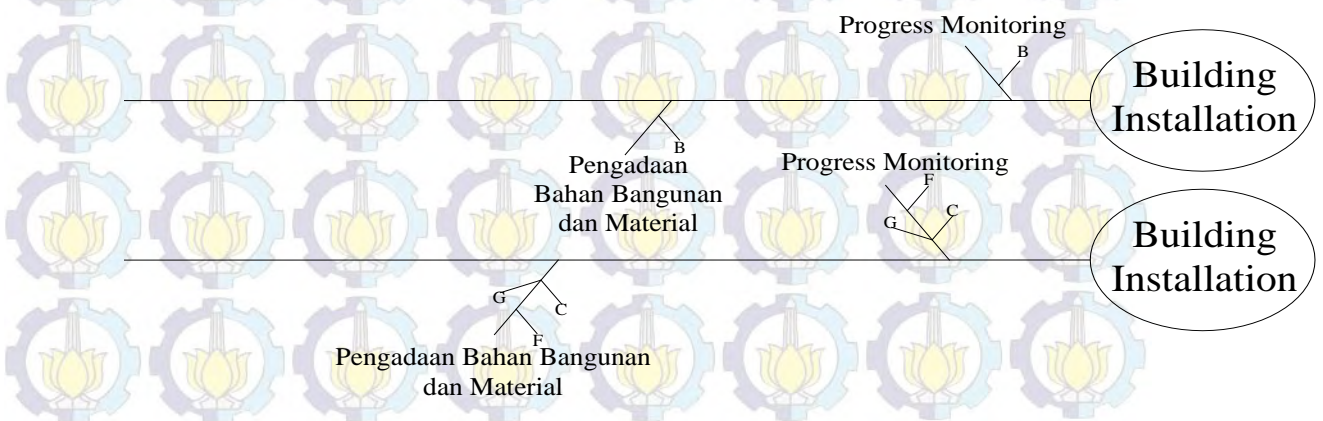 Progress Monitoring
B
Building
Installation
B
Pengadaan
Bahan Bangunan
dan Material
Progress Monitoring
F
C
G
Building
Installation
G
C
F
Pengadaan Bahan Bangunan
dan Material